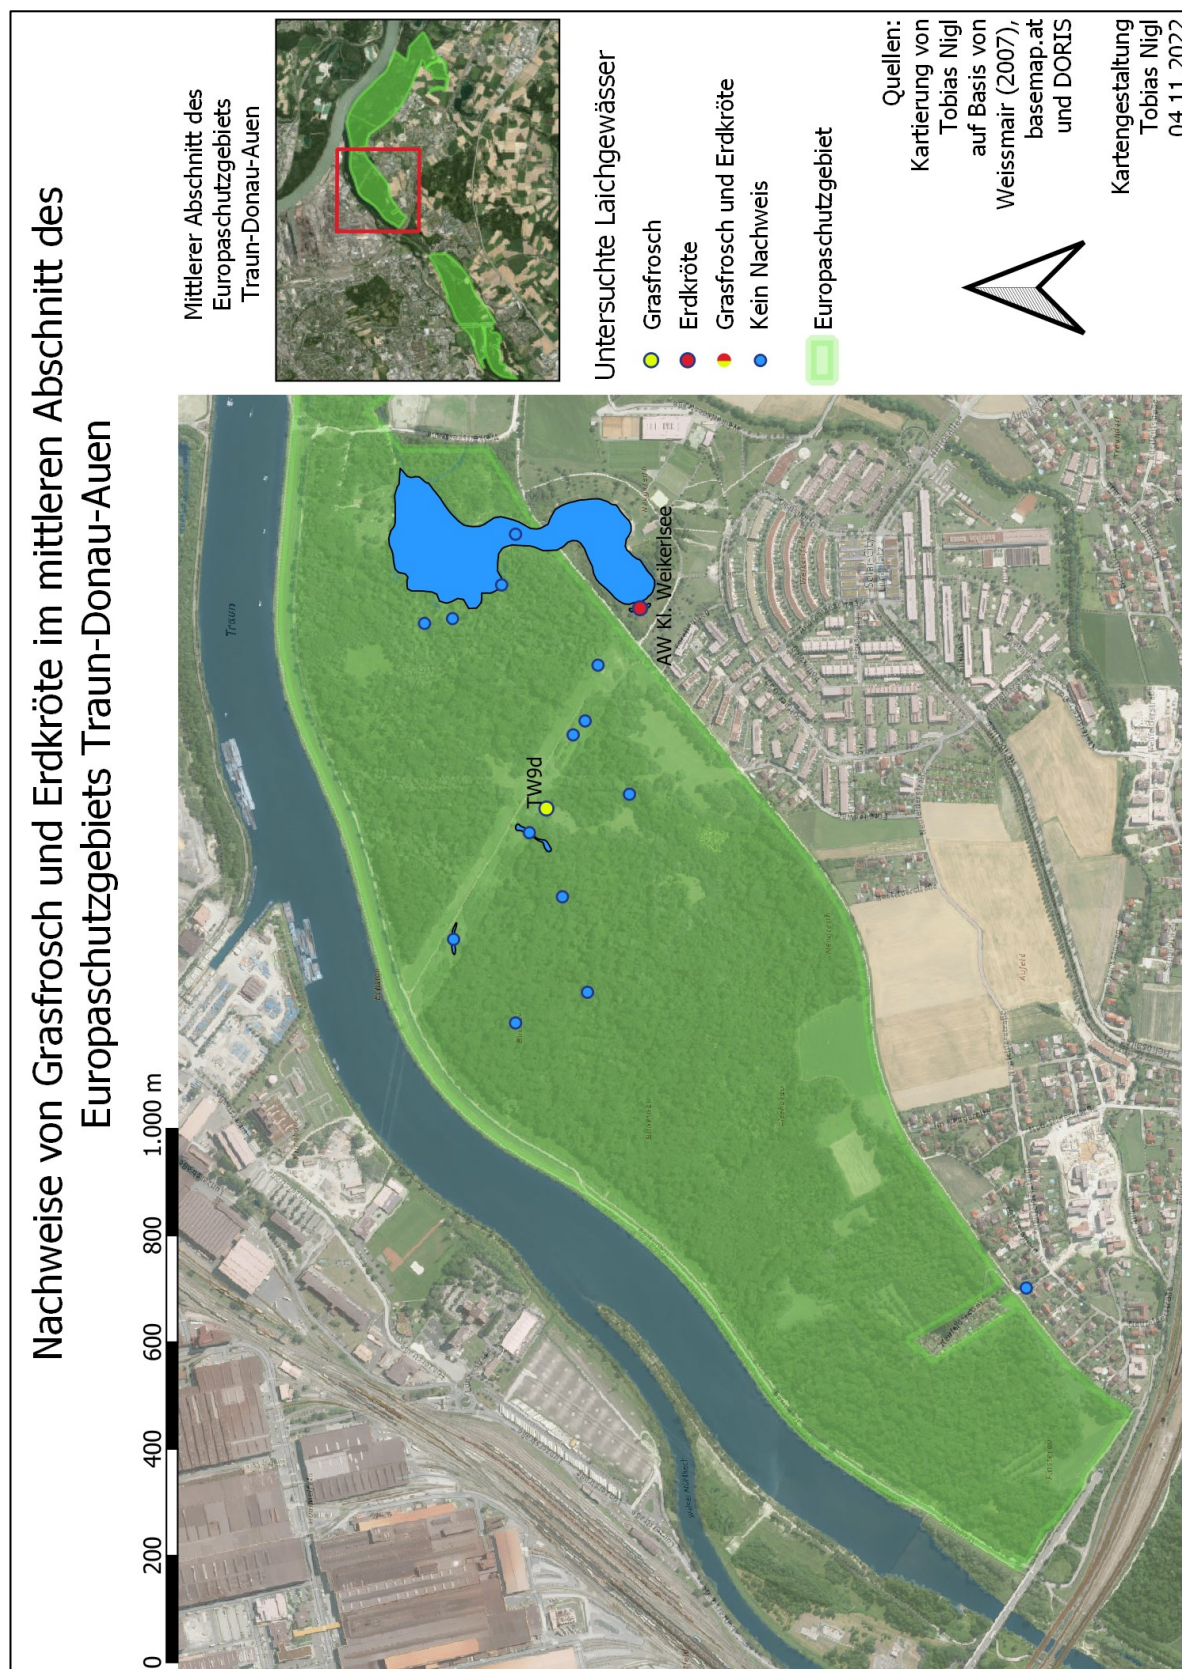 Nachweise von Grasfrosch und Erdkröte im mittleren Abschnitt des
Europaschutzgebiets Traun-Donau-Auen
0 200 400 600 800 1.000 m
Mittlerer Abschnitt des
Europaschutzgebiets
Traun-Donau-Auen
Traun
TW9d
AW Kl. Weikerlsee
Untersuchte Laichgewässer
Grasfrosch
Erdkröte
Grasfrosch und Erdkröte
Kein Nachweis
Europaschutzgebiet
Quellen:
Kartierung von
Tobias Nigl
auf Basis von
Weissmair (2007),
basemap.at
und DORIS
Kartengestaltung
Tobias Nigl
04.11.2022